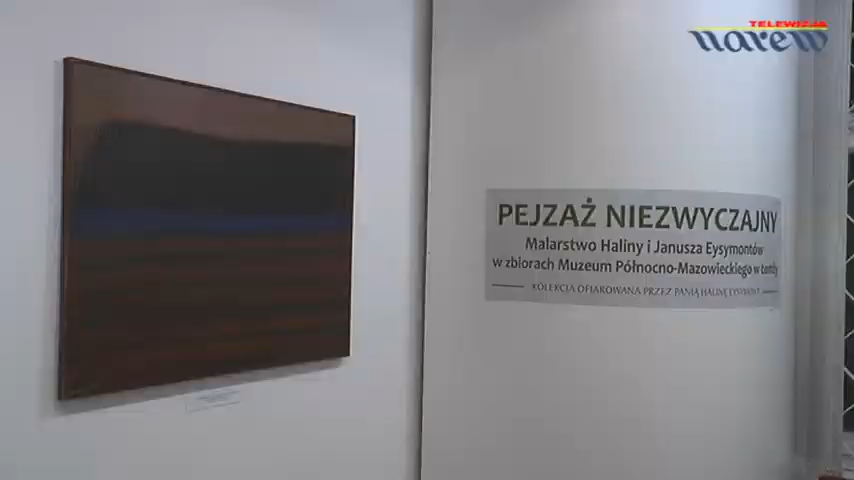 TELEWIZJA
narew
PEJZAŻ NIEZWYCZAJNY
Malarstwo Haliny i Janusza Eysymontów
w zbiorach Muzeum Północno-Mazowieckiego w Łomży
KOLEKCJA OFIAROWANA PRZEZ PANIĄ HALINĘ EYSYMONT